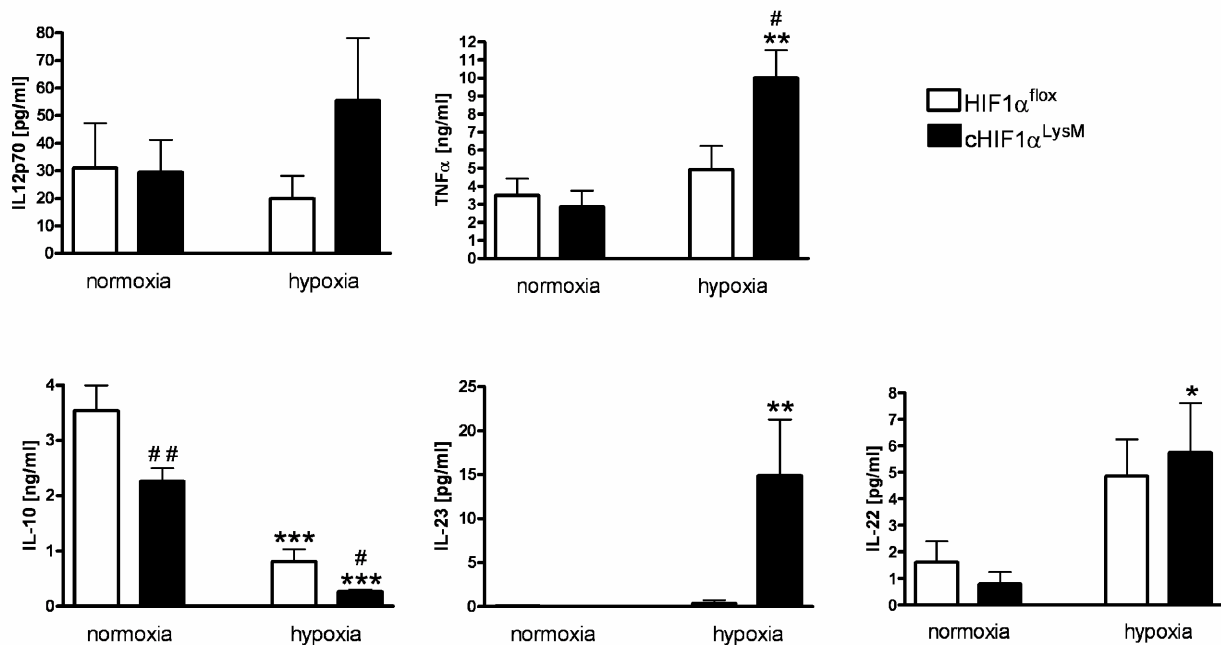 IL12p70 [pg/ml]
80
70
60
50
40
30
20
10
0
normoxia
hypoxia
TNFα [ng/ml]
12
11
10
9
8
7
6
5
4
3
2
1
0
#
**
normoxia
hypoxia
HIF1α^flox
cHIF1α^LysM
IL-10 [ng/ml]
4
3
2
1
0
# #
***
#
***
normoxia
hypoxia
IL-23 [pg/ml]
25
20
15
10
5
0
**
normoxia
hypoxia
IL-22 [pg/ml]
8
7
6
5
4
3
2
1
0
*
normoxia
hypoxia